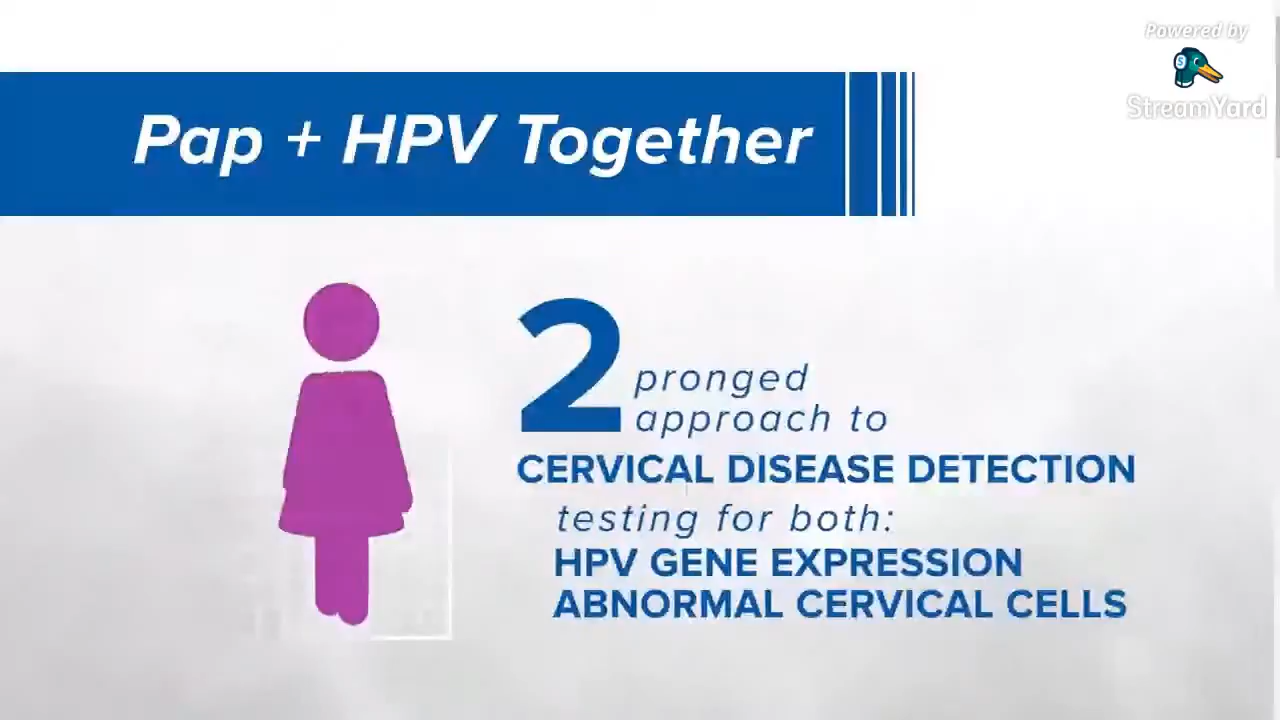 Powered by
StreamYard
Pap + HPV Together
2 pronged
approach to
CERVICAL DISEASE DETECTION
testing for both:
HPV GENE EXPRESSION
ABNORMAL CERVICAL CELLS